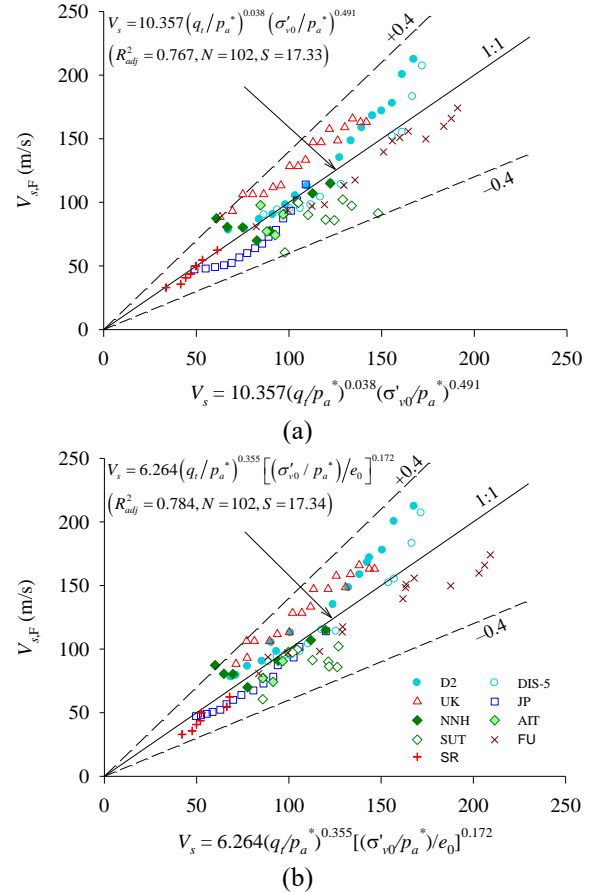 V_s = 10.357(q_t/p_a*)^0.038 (σ'_v0/p_a*)^0.491
(R²_adj = 0.767, N = 102, S = 17.33)
+0.4
1:1
−0.4
250
200
150
100
50
0
V_s,F (m/s)
0 50 100 150 200 250
V_s = 10.357(q_t/p_a*)^0.038(σ'_v0/p_a*)^0.491
(a)
V_s = 6.264(q_t/p_a*)^0.355 [(σ'_v0/p_a*)/e_0]^0.172
(R²_adj = 0.784, N = 102, S = 17.34)
+0.4
1:1
−0.4
250
200
150
100
50
0
V_s,F (m/s)
D2 DIS-5
UK JP
NNH AIT
SUT FU
SR
0 50 100 150 200 250
V_s = 6.264(q_t/p_a*)^0.355[(σ'_v0/p_a*)/e_0]^0.172
(b)